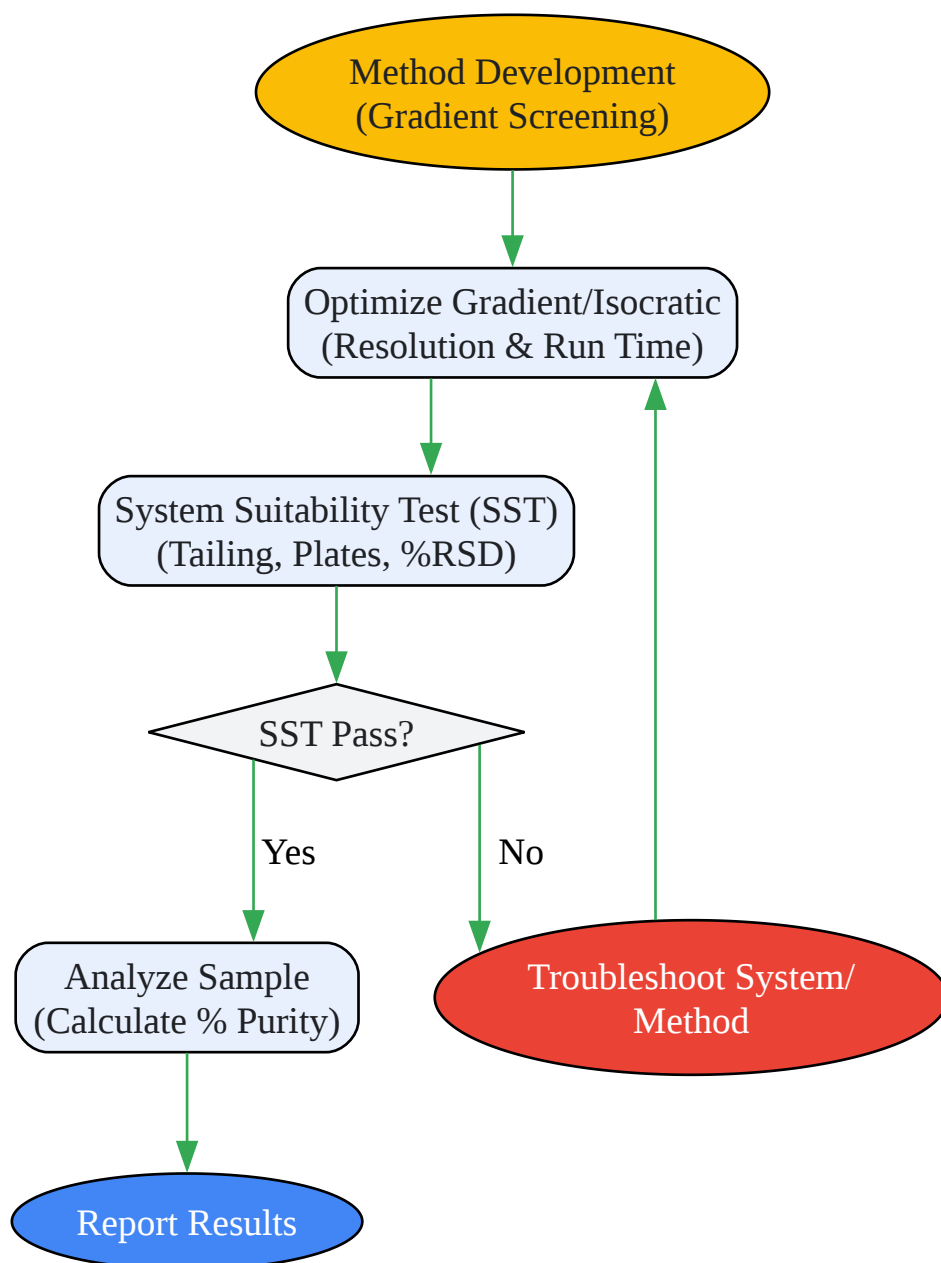 Method Development
(Gradient Screening)
Optimize Gradient/Isocratic
(Resolution & Run Time)
System Suitability Test (SST)
(Tailing, Plates, %RSD)
SST Pass?
Yes
No
Analyze Sample
(Calculate % Purity)
Troubleshoot System/
Method
Report Results